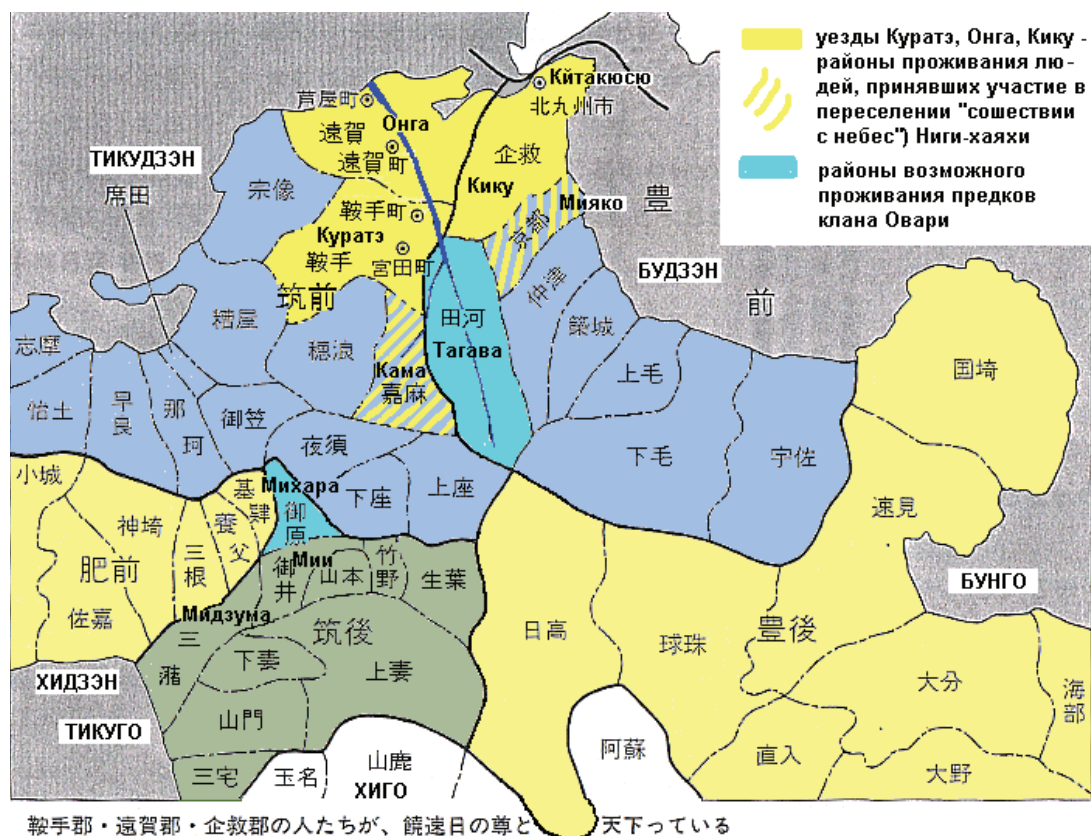 уезды Куратэ, Онга, Кику -
районы проживания лю-
дей, принявших участие в
переселении "сошествии
с небес") Ниги-хаяхи
районы возможного
проживания предков
клана Овари
Кйтакюсю
北九州市
芦屋町
Онга
遠賀
遠賀町
企救
Кику
ТИКУДЗЭН
席田
宗像
鞍手町
Куратэ
鞍手
宮田町
Мияко
京都
豊
БУДЗЭН
前
仲津
筑前
田河
Тагава
築城
国埼
志摩
糟屋
穂浪
Кама
嘉麻
上毛
怡土
早良
那珂
御笠
夜須
下毛
宇佐
小城
基肄
Михара
御原
下座
上座
速見
神埼
養父
三根
肥前
Мии
御井
山本
竹野
生葉
БУНГО
佐嘉
Мидзума
三潴
筑後
日高
球珠
豊後
下妻
上妻
大分
海部
ХИДЗЭН
ТИКУГО
山門
阿蘇
直入
三宅
玉名
山鹿
ХИГО
大野
鞍手郡・遠賀郡・企救郡の人たちが、饒速日の尊と 天下っている